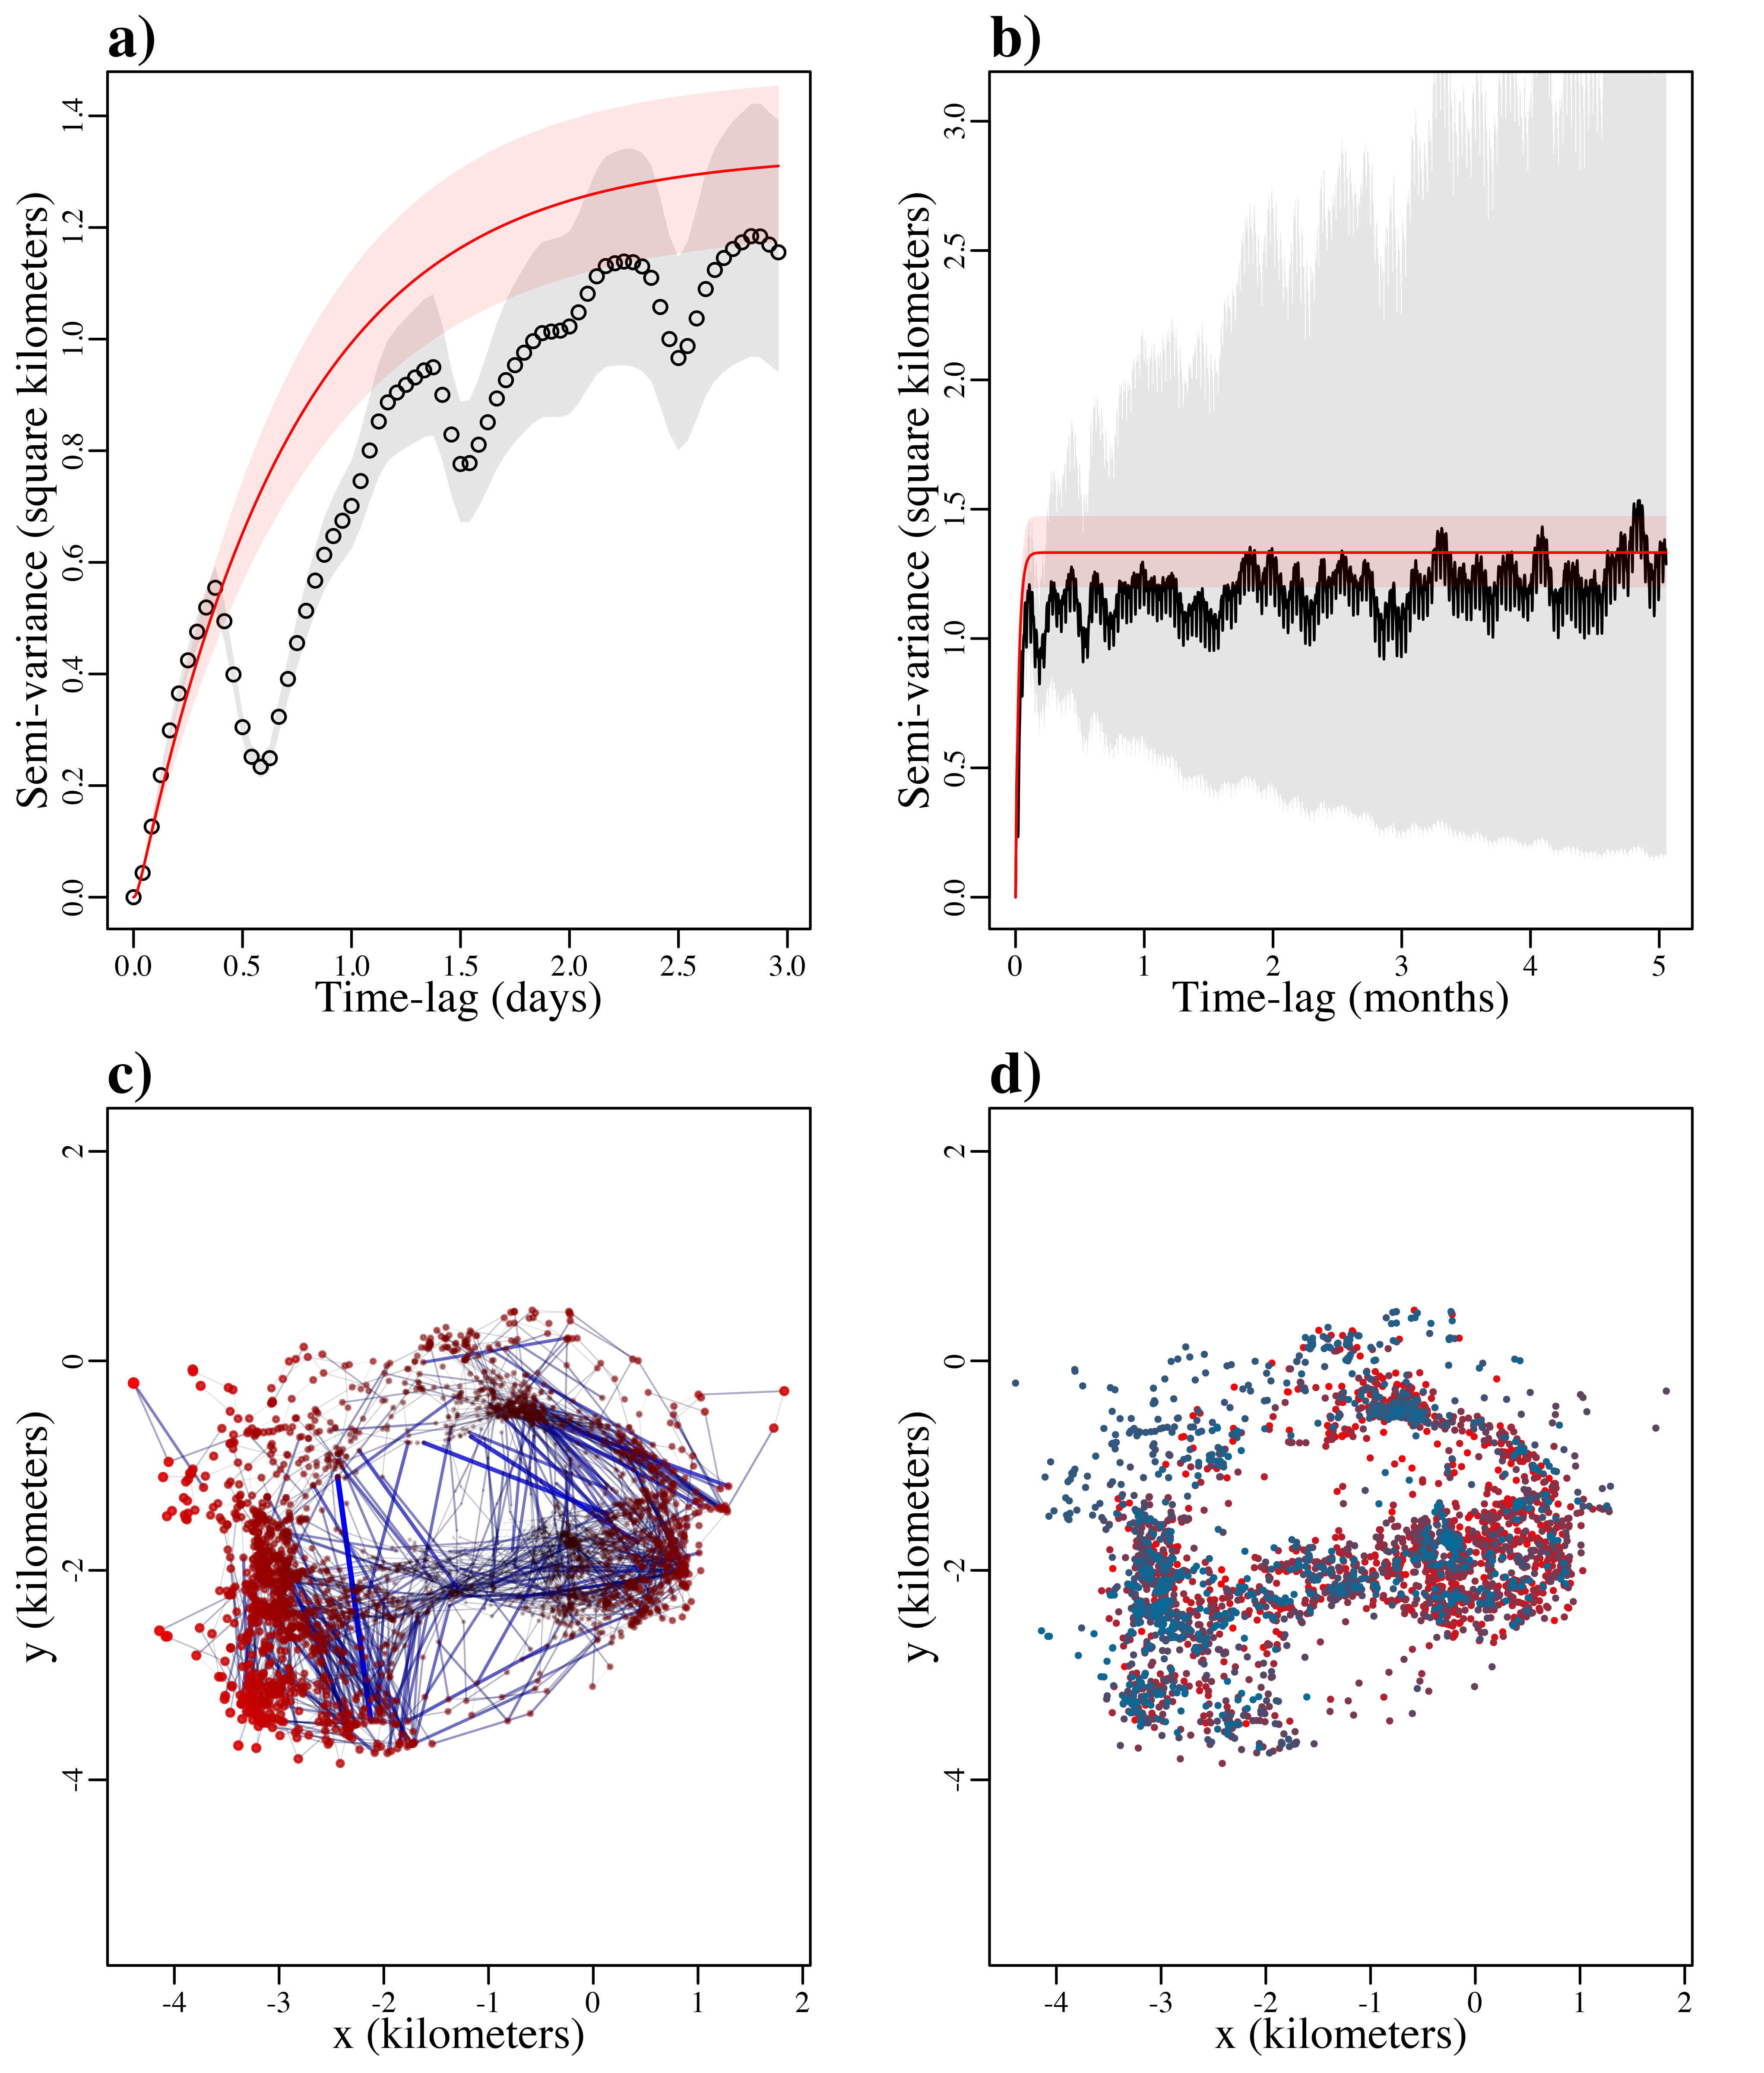 a)
Semi-variance (square kilometers)
0.0 0.2 0.4 0.6 0.8 1.0 1.2 1.4
0.0 0.5 1.0 1.5 2.0 2.5 3.0
Time-lag (days)
b)
Semi-variance (square kilometers)
0.0 0.5 1.0 1.5 2.0 2.5 3.0
0 1 2 3 4 5
Time-lag (months)
c)
y (kilometers)
-4 -2 0 2
-4 -3 -2 -1 0 1 2
x (kilometers)
d)
y (kilometers)
-4 -2 0 2
-4 -3 -2 -1 0 1 2
x (kilometers)